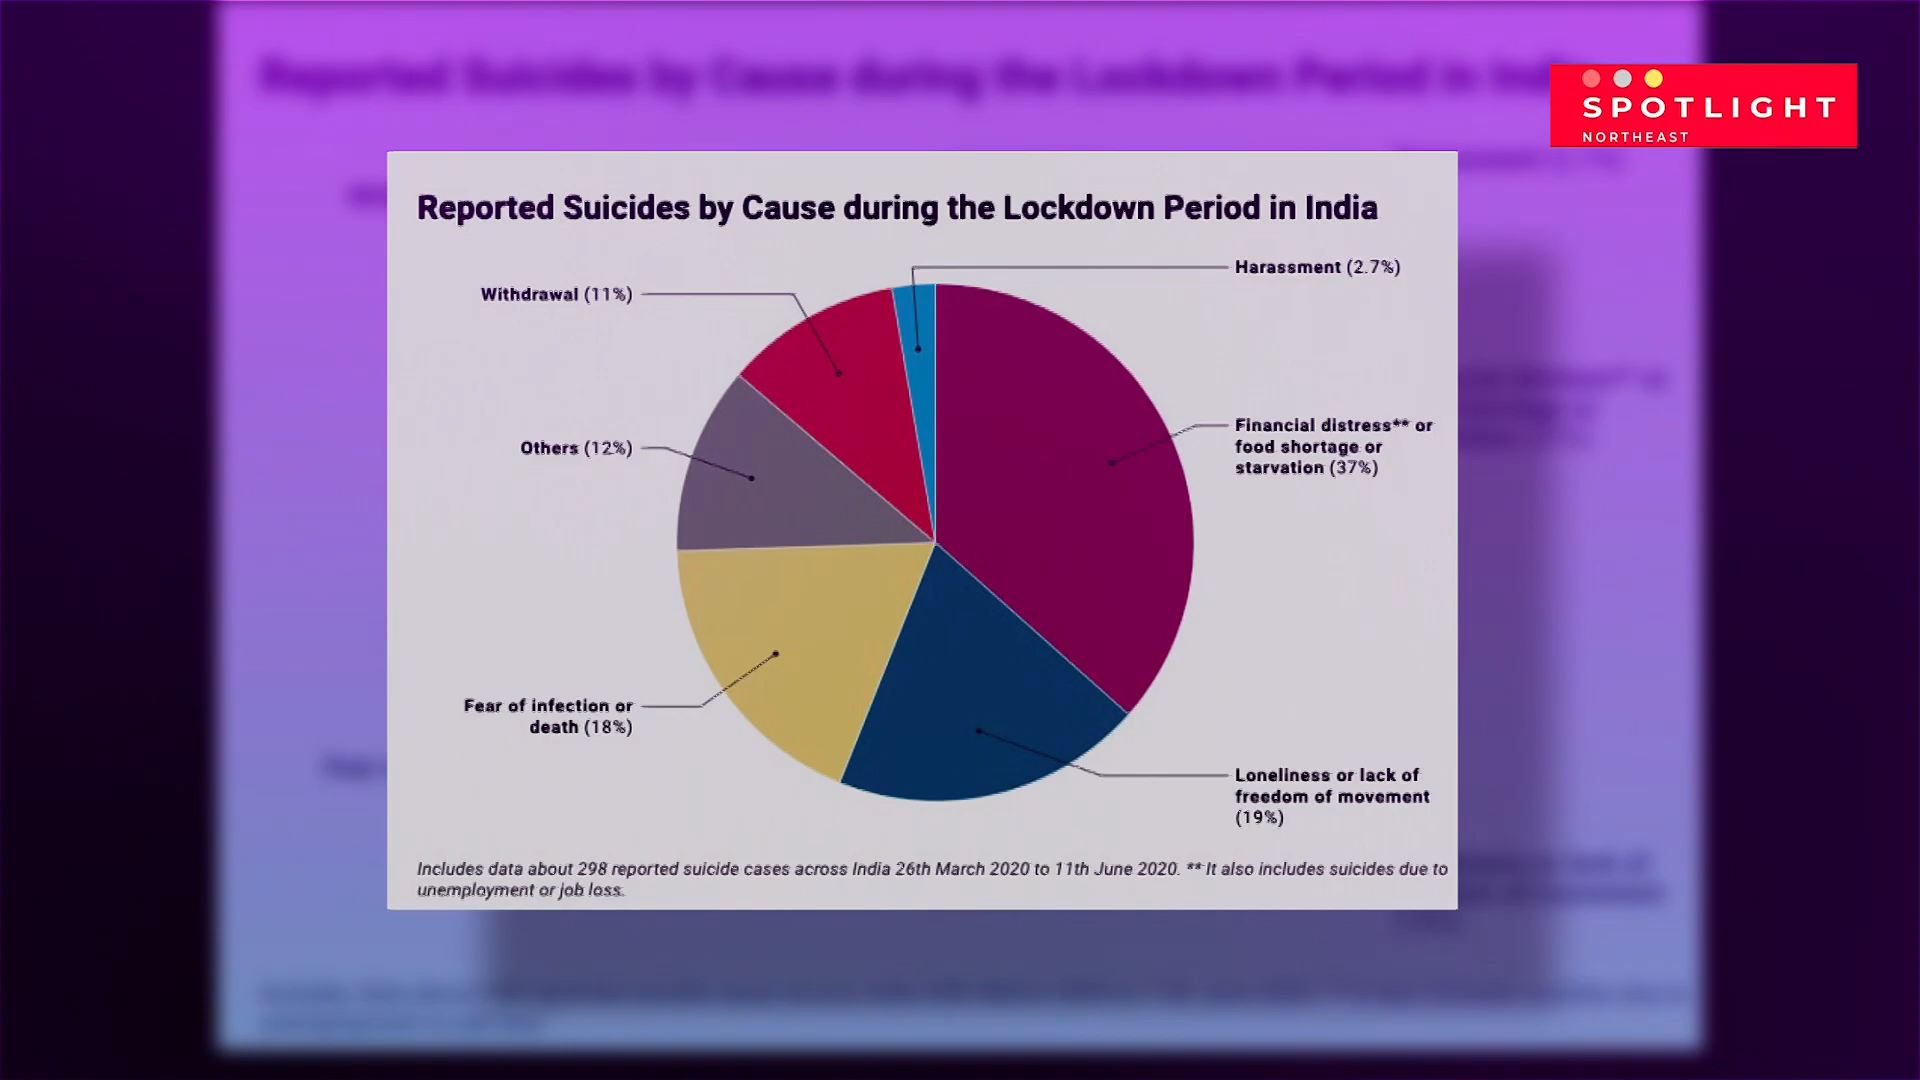 SPOTLIGHT
NORTHEAST
Reported Suicides by Cause during the Lockdown Period in India
Harassment (2.7%)
Withdrawal (11%)
Financial distress** or
food shortage or
starvation (37%)
Others (12%)
Fear of infection or
death (18%)
Loneliness or lack of
freedom of movement
(19%)
Includes data about 298 reported suicide cases across India 26th March 2020 to 11th June 2020. ** It also includes suicides due to
unemployment or job loss.